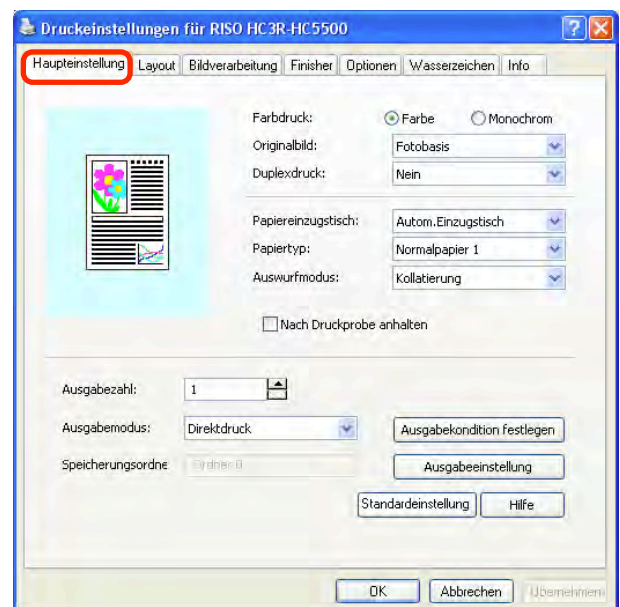 Druckeinstellungen für RISO HC3R-HC5500
Haupteinstellung Layout Bildverarbeitung Finisher Optionen Wasserzeichen Info
Farbdruck: Farbe Monochrom
Originalbild: Fotobasis
Duplexdruck: Nein
Papiereinzugstisch: Autom.Einzugstisch
Papiertyp: Normalpapier 1
Auswurfmodus: Kollatierung
Nach Druckprobe anhalten
Ausgabezahl: 1
Ausgabemodus: Direktdruck Ausgabekondition festlegen
Speicherungsordne Ordner 0 Ausgabeeinstellung
Standardeinstellung Hilfe
OK Abbrechen Übernehmen